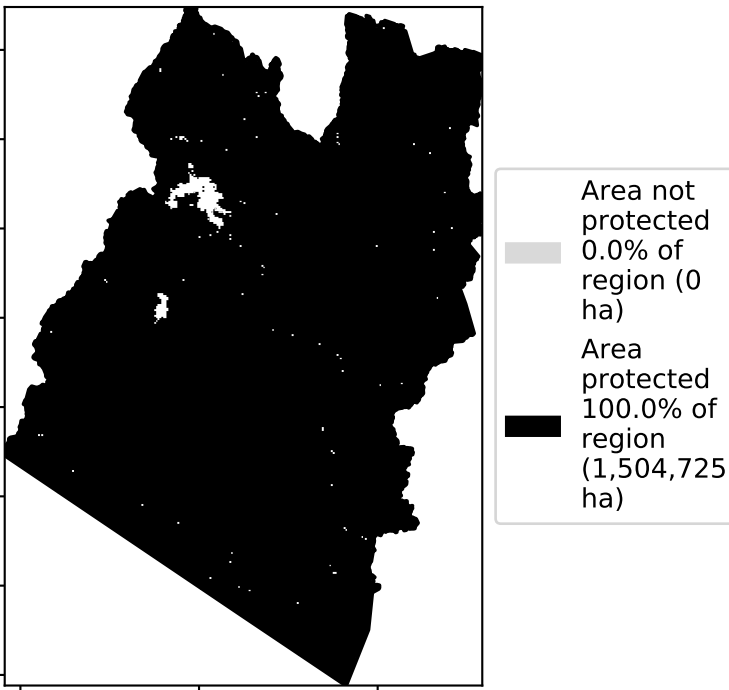 Area not
protected
0.0% of
region (0
ha)
Area
protected
100.0% of
region
(1,504,725
ha)